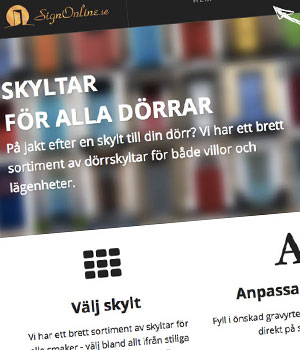 SignOnline.se
SKYLTAR
FÖR ALLA DÖRRAR
På jakt efter en skylt till din dörr? Vi har ett brett
sortiment av dörrskyltar för både villor och
lägenheter.
Välj skylt
Vi har ett brett sortiment av skyltar för
alla smaker - välj bland allt ifrån stiliga
A
Anpassa
Fyll i önskad gravyrte
direkt på s